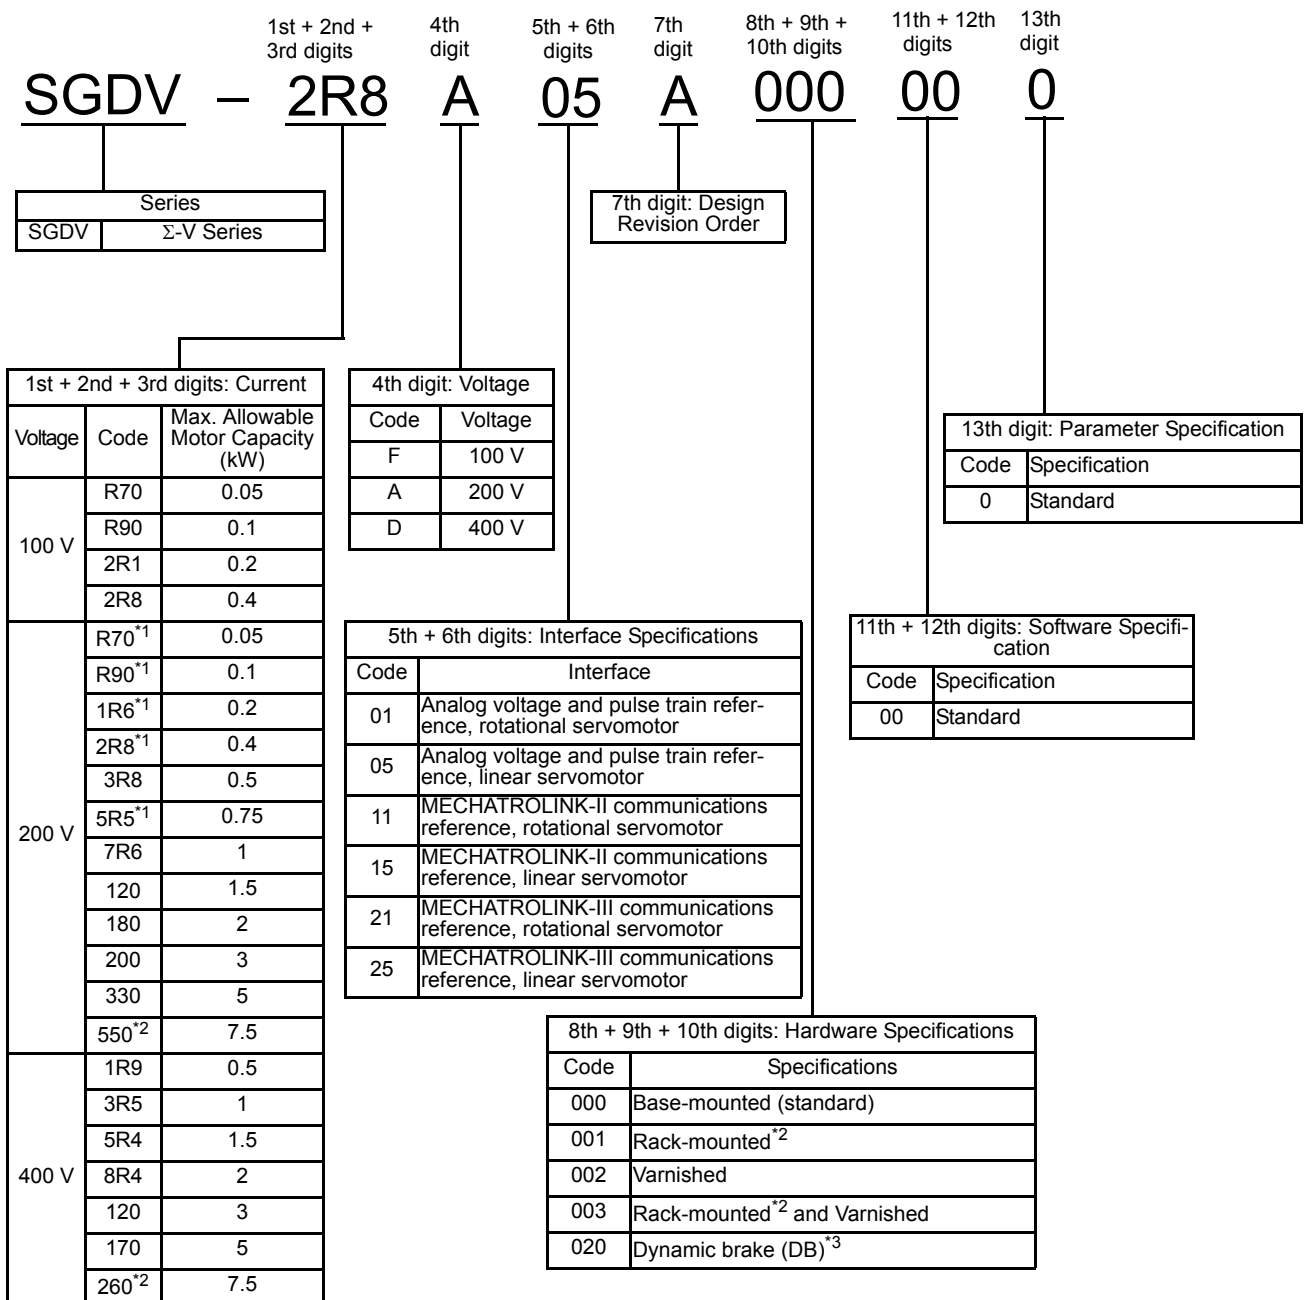 1st + 2nd +
3rd digits
4th
digit
5th + 6th
digits
7th
digit
8th + 9th +
10th digits
11th + 12th
digits
13th
digit
SGDV – 2R8 A 05 A 000 00 0
Series
SGDV Σ-V Series
7th digit: Design
Revision Order
1st + 2nd + 3rd digits: Current
Voltage Code Max. Allowable
Motor Capacity
(kW)
100 V
R70 0.05
R90 0.1
2R1 0.2
2R8 0.4
200 V
R70*1 0.05
R90*1 0.1
1R6*1 0.2
2R8*1 0.4
3R8 0.5
5R5*1 0.75
7R6 1
120 1.5
180 2
200 3
330 5
550*2 7.5
400 V
1R9 0.5
3R5 1
5R4 1.5
8R4 2
120 3
170 5
260*2 7.5
4th digit: Voltage
Code Voltage
F 100 V
A 200 V
D 400 V
5th + 6th digits: Interface Specifications
Code Interface
01 Analog voltage and pulse train refer-
ence, rotational servomotor
05 Analog voltage and pulse train refer-
ence, linear servomotor
11 MECHATROLINK-II communications
reference, rotational servomotor
15 MECHATROLINK-II communications
reference, linear servomotor
21 MECHATROLINK-III communications
reference, rotational servomotor
25 MECHATROLINK-III communications
reference, linear servomotor
13th digit: Parameter Specification
Code Specification
0 Standard
11th + 12th digits: Software Specifi-
cation
Code Specification
00 Standard
8th + 9th + 10th digits: Hardware Specifications
Code Specifications
000 Base-mounted (standard)
001 Rack-mounted*2
002 Varnished
003 Rack-mounted*2 and Varnished
020 Dynamic brake (DB)*3